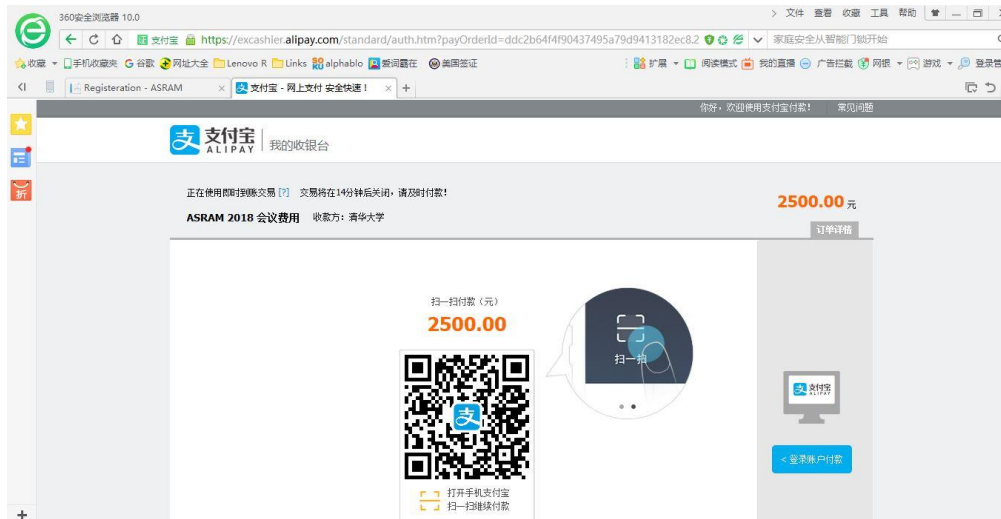 360安全浏览器 10.0
文件 查看 收藏 工具 帮助
支付宝 https://excashier.alipay.com/standard/auth.htm?payOrderId=ddc2b64f4f90437495a79d9413182ec8.2 家庭安全从智能门锁开始
收藏 手机收藏夹 谷歌 网址大全 Lenovo R Links alphablo 爱词霸在 美国签证 扩展 阅读模式 我的直播 广告拦截 网银 游戏 登录管
Registeration - ASRAM 支付宝 - 网上支付 安全快速！
你好，欢迎使用支付宝付款！ 常见问题
支 支付宝 我的收银台
ALIPAY
折
正在使用即时到账交易 [?] 交易将在14分钟后关闭，请及时付款！
2500.00 元
ASRAM 2018 会议费用 收款方：清华大学
订单详情
扫一扫付款（元）
2500.00
扫一扫
支
支 支付宝
ALIPAY
< 登录账户付款
打开手机支付宝
扫一扫继续付款